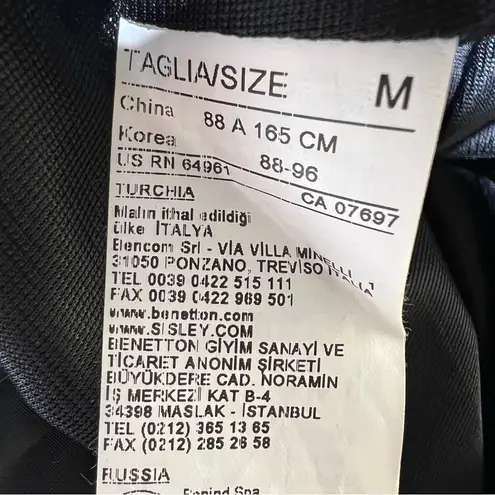 TAGLIA/SIZE M
China 88 A 165 CM
Korea 88-96
US RN 64961 CA 07697
TURCHIA
Malın ithal edildiği
ülke İTALYA
Bencom Srl - VIA VILLA MINELLI 1
31050 PONZANO, TREVISO ITALIA
TEL 0039 0422 515 111
FAX 0039 0422 969 501
www.benetton.com
www.SISLEY.COM
BENETTON GİYİM SANAYİ VE
TİCARET ANONİM ŞİRKETİ
BÜYÜKDERE CAD. NORAMİN
İŞ MERKEZİ KAT B-4
34398 MASLAK - İSTANBUL
TEL (0212) 365 13 65
FAX (0212) 285 26 58
RUSSIA
Benind Spa